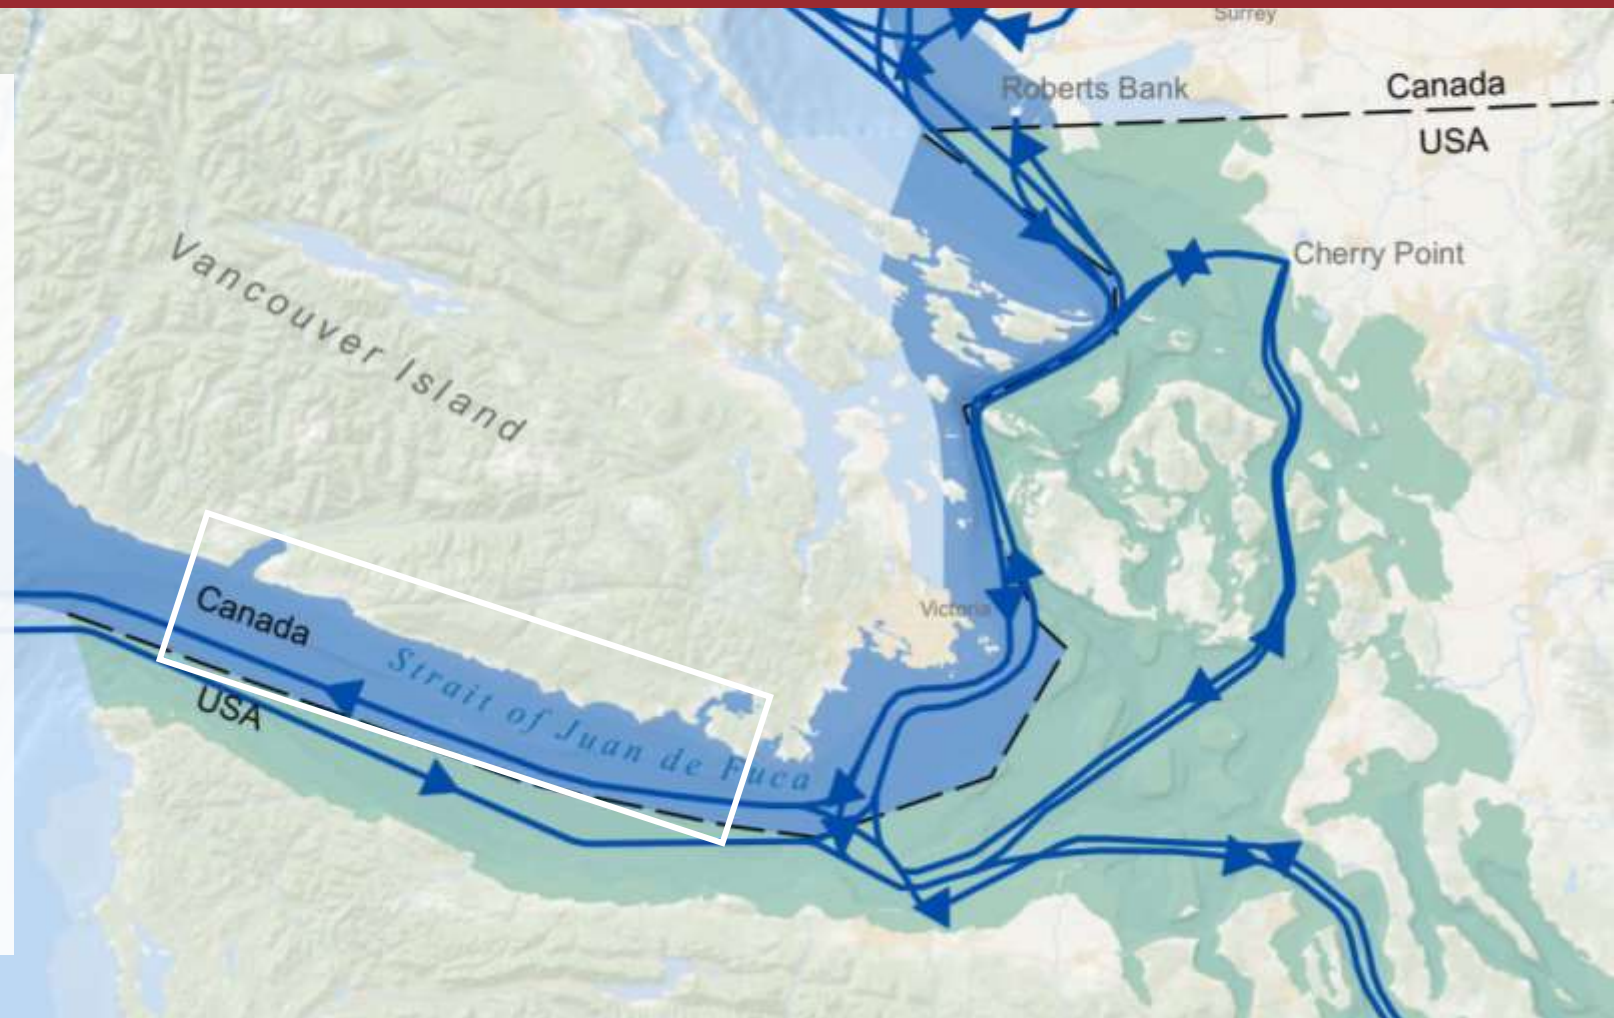 Surrey
Roberts Bank
Canada
USA
Vancouver Island
Cherry Point
Canada
Victoria
Strait of Juan de Fuca
USA